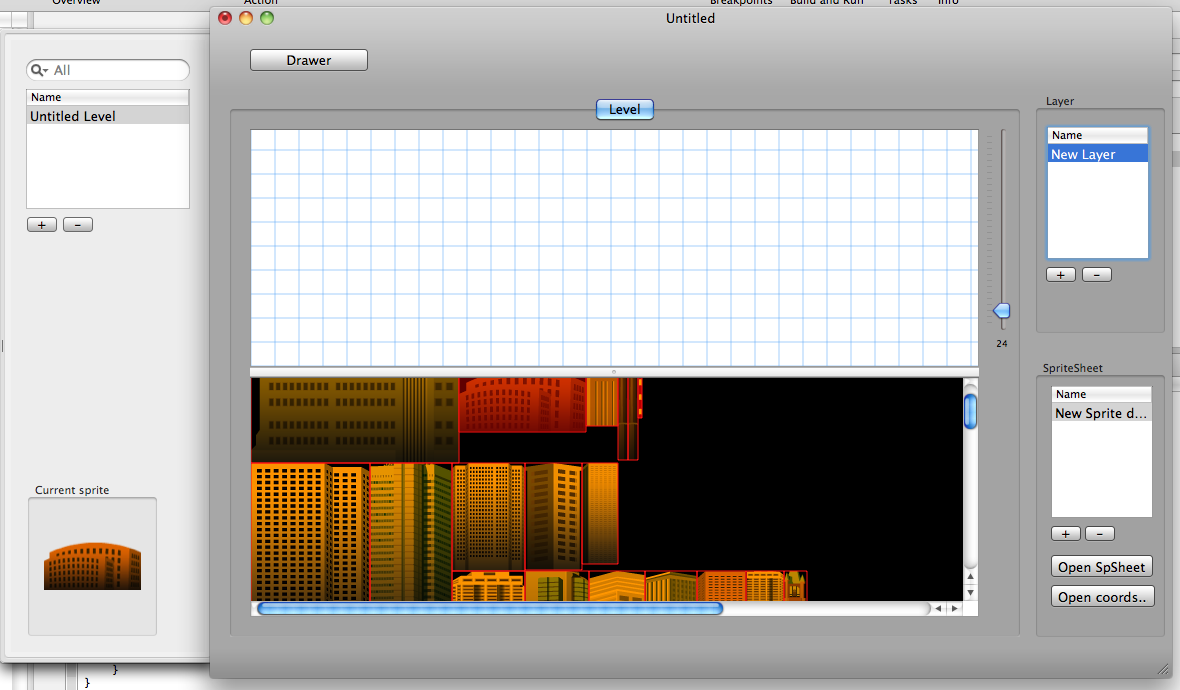 Overview
Action
Breakpoints
Build and Run
Tasks
Info
Untitled
All
Name
Untitled Level
+
-
Current sprite
Drawer
Level
24
Layer
Name
New Layer
+
-
SpriteSheet
Name
New Sprite d...
+
-
Open SpSheet
Open coords..
}
}